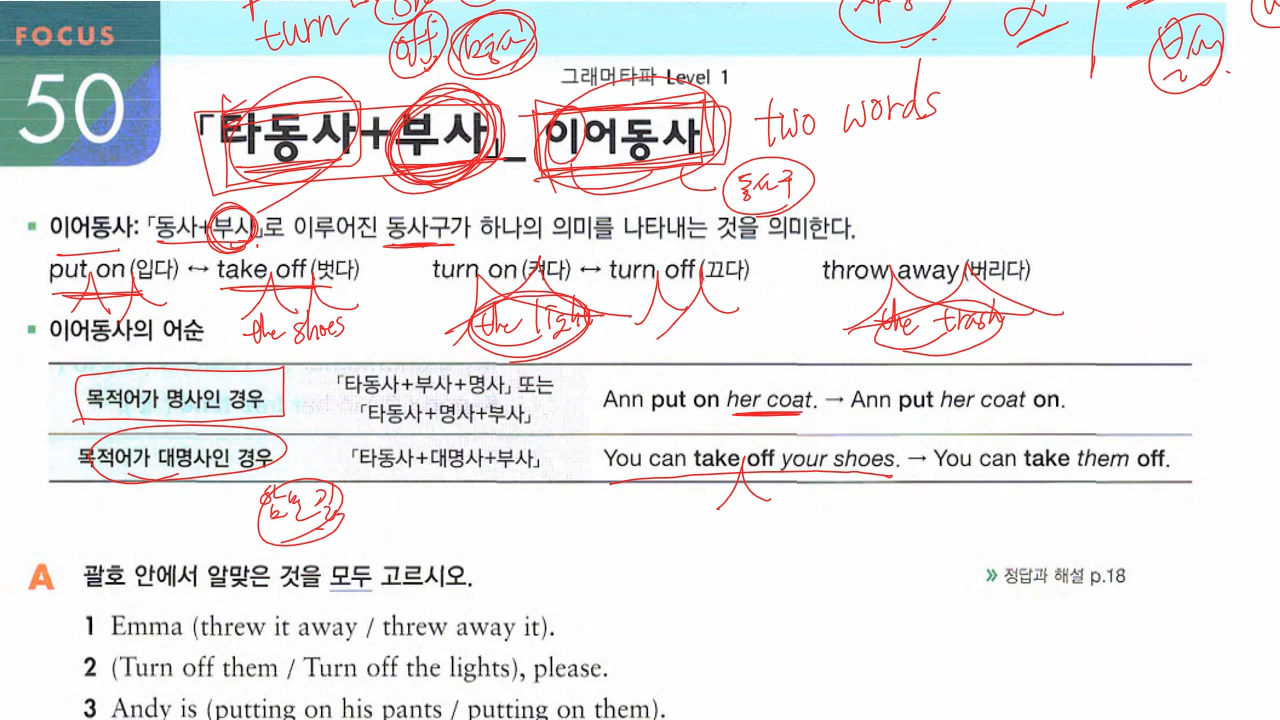 turn
off
FOCUS
50
그래머타파 Level 1
「타동사+부사」_ 이어동사
two words
동사구
이어동사: 「동사+부사」로 이루어진 동사구가 하나의 의미를 나타내는 것을 의미한다.
put on (입다) ↔ take off (벗다) turn on (켜다) ↔ turn off (끄다) throw away (버리다)
the shoes the light the trash
이어동사의 어순
목적어가 명사인 경우 「타동사+부사+명사」 또는 「타동사+명사+부사」 Ann put on her coat. → Ann put her coat on.
목적어가 대명사인 경우 「타동사+대명사+부사」 You can take off your shoes. → You can take them off.
A 괄호 안에서 알맞은 것을 모두 고르시오. » 정답과 해설 p.18
1 Emma (threw it away / threw away it).
2 (Turn off them / Turn off the lights), please.
3 Andy is (putting on his pants / putting on them).